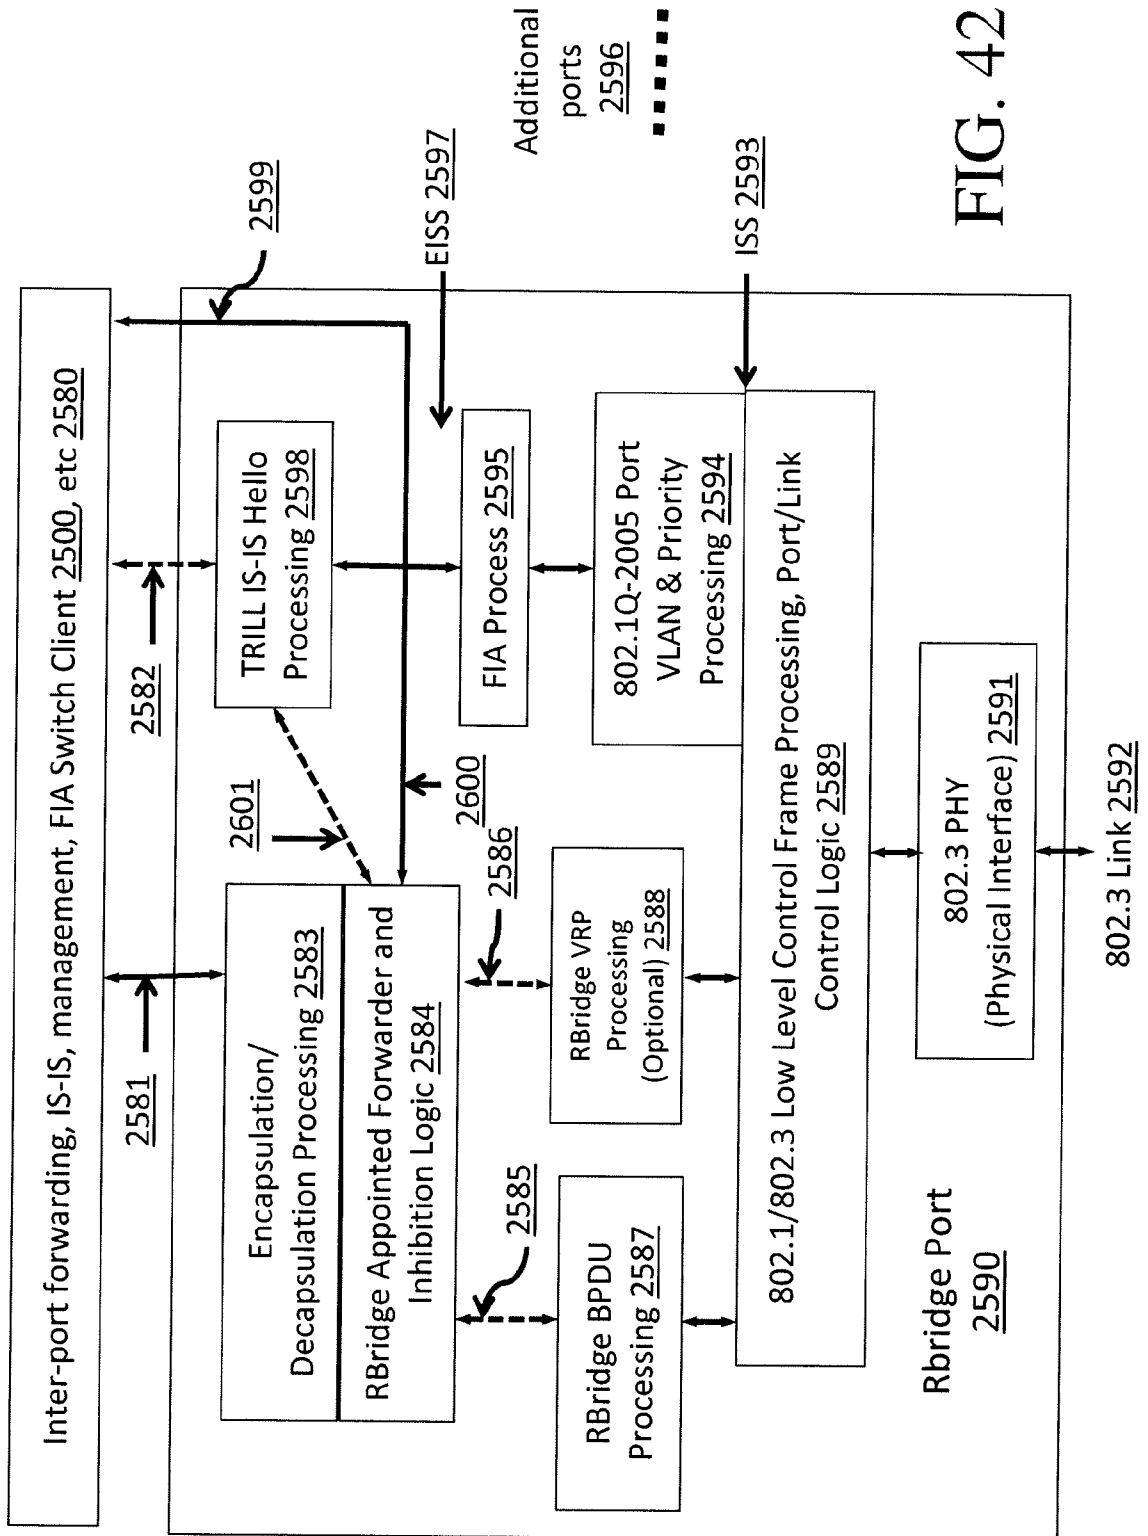 Inter-port forwarding, IS-IS, management, FIA Switch Client 2500, etc 2580
2581
2582
2599
Encapsulation/
Decapsulation Processing 2583
RBridge Appointed Forwarder and
Inhibition Logic 2584
2601
TRILL IS-IS Hello
Processing 2598
2600
EISS 2597
2585
2586
FIA Process 2595
Additional
ports
2596
RBridge BPDU
Processing 2587
RBridge VRP
Processing
(Optional) 2588
802.1Q-2005 Port
VLAN & Priority
Processing 2594
ISS 2593
802.1/802.3 Low Level Control Frame Processing, Port/Link
Control Logic 2589
Rbridge Port
2590
802.3 PHY
(Physical Interface) 2591
802.3 Link 2592
FIG. 42